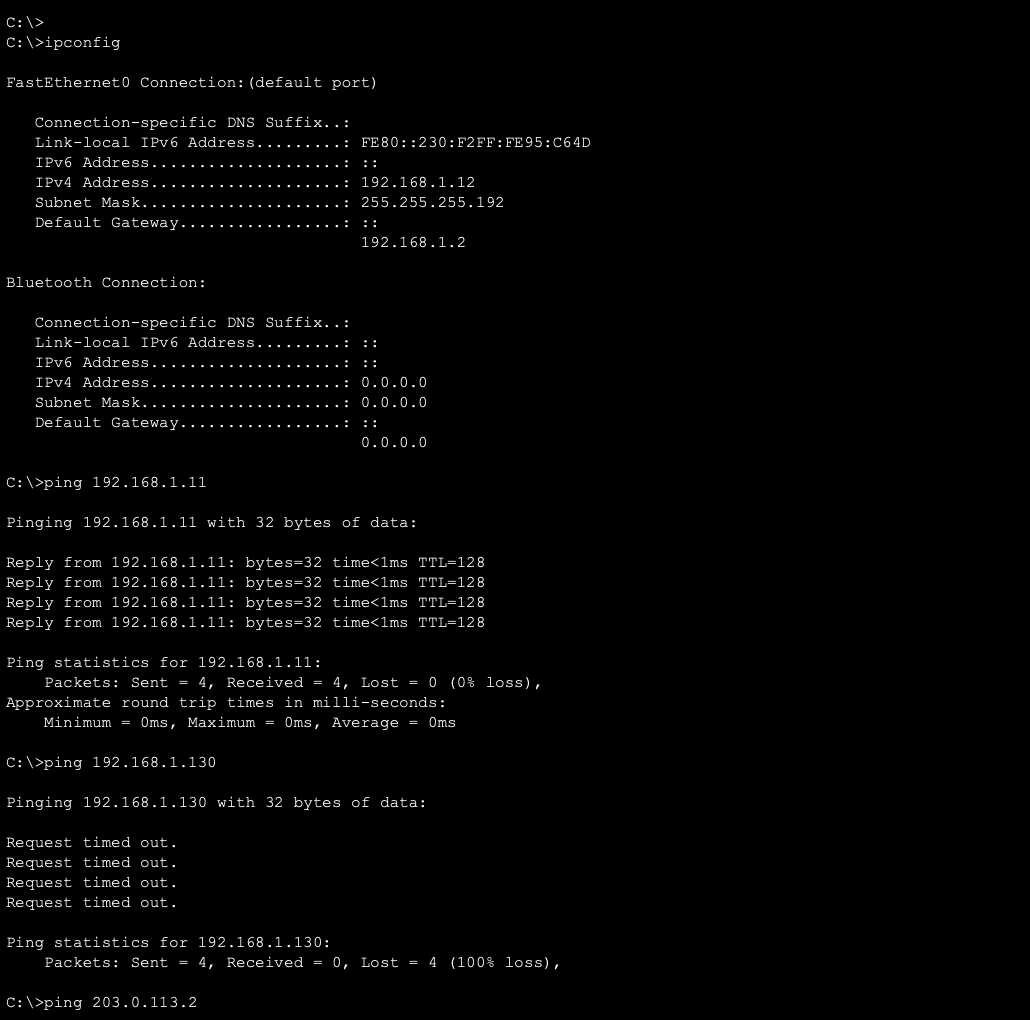 C:\>
C:\>ipconfig
FastEthernet0 Connection:(default port)
Connection-specific DNS Suffix..:
Link-local IPv6 Address.........: FE80::230:F2FF:FE95:C64D
IPv6 Address....................: ::
IPv4 Address....................: 192.168.1.12
Subnet Mask.....................: 255.255.255.192
Default Gateway.................: ::
192.168.1.2
Bluetooth Connection:
Connection-specific DNS Suffix..:
Link-local IPv6 Address.........: ::
IPv6 Address....................: ::
IPv4 Address....................: 0.0.0.0
Subnet Mask.....................: 0.0.0.0
Default Gateway.................: ::
0.0.0.0
C:\>ping 192.168.1.11
Pinging 192.168.1.11 with 32 bytes of data:
Reply from 192.168.1.11: bytes=32 time<1ms TTL=128
Reply from 192.168.1.11: bytes=32 time<1ms TTL=128
Reply from 192.168.1.11: bytes=32 time<1ms TTL=128
Reply from 192.168.1.11: bytes=32 time<1ms TTL=128
Ping statistics for 192.168.1.11:
Packets: Sent = 4, Received = 4, Lost = 0 (0% loss),
Approximate round trip times in milli-seconds:
Minimum = 0ms, Maximum = 0ms, Average = 0ms
C:\>ping 192.168.1.130
Pinging 192.168.1.130 with 32 bytes of data:
Request timed out.
Request timed out.
Request timed out.
Request timed out.
Ping statistics for 192.168.1.130:
Packets: Sent = 4, Received = 0, Lost = 4 (100% loss),
C:\>ping 203.0.113.2